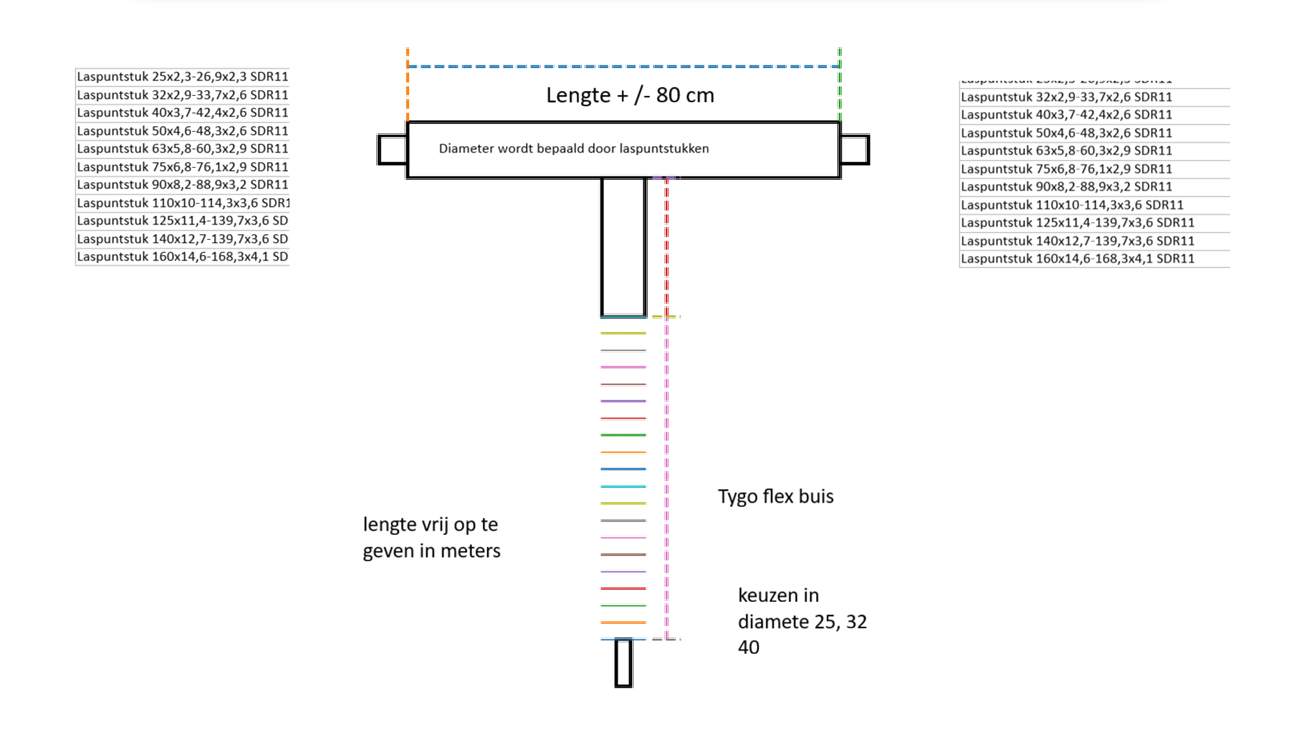 Laspuntstuk 25x2,3-26,9x2,3 SDR11
Laspuntstuk 32x2,9-33,7x2,6 SDR11
Laspuntstuk 40x3,7-42,4x2,6 SDR11
Laspuntstuk 50x4,6-48,3x2,6 SDR11
Laspuntstuk 63x5,8-60,3x2,9 SDR11
Laspuntstuk 75x6,8-76,1x2,9 SDR11
Laspuntstuk 90x8,2-88,9x3,2 SDR11
Laspuntstuk 110x10-114,3x3,6 SDR1
Laspuntstuk 125x11,4-139,7x3,6 SD
Laspuntstuk 140x12,7-139,7x3,6 SD
Laspuntstuk 160x14,6-168,3x4,1 SD
Lengte + /- 80 cm
Diameter wordt bepaald door laspuntstukken
Laspuntstuk 25x2,3-26,9x2,3 SDR11
Laspuntstuk 32x2,9-33,7x2,6 SDR11
Laspuntstuk 40x3,7-42,4x2,6 SDR11
Laspuntstuk 50x4,6-48,3x2,6 SDR11
Laspuntstuk 63x5,8-60,3x2,9 SDR11
Laspuntstuk 75x6,8-76,1x2,9 SDR11
Laspuntstuk 90x8,2-88,9x3,2 SDR11
Laspuntstuk 110x10-114,3x3,6 SDR11
Laspuntstuk 125x11,4-139,7x3,6 SDR11
Laspuntstuk 140x12,7-139,7x3,6 SDR11
Laspuntstuk 160x14,6-168,3x4,1 SDR11
Tygo flex buis
lengte vrij op te
geven in meters
keuzen in
diamete 25, 32
40